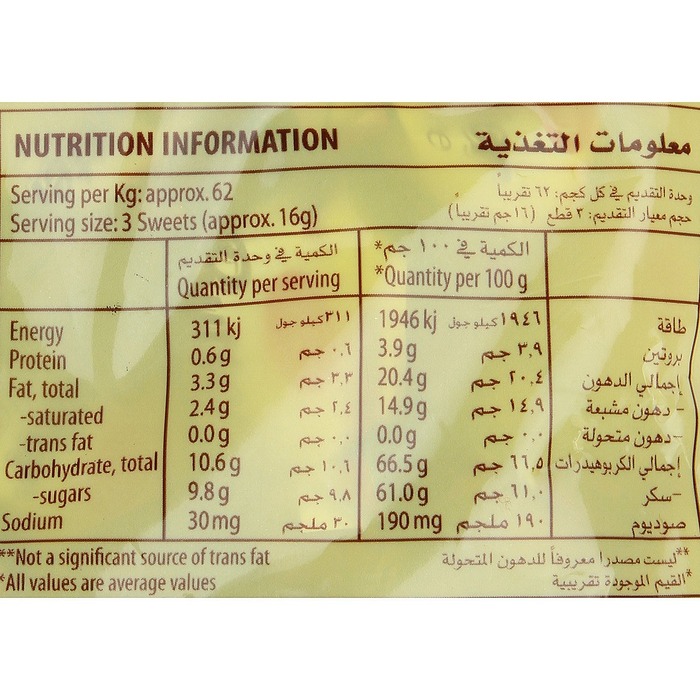 NUTRITION INFORMATION معلومات التغذية
Serving per Kg: approx. 62 وحدة التقديم في كل كجم: ٦٢ تقريباً
Serving size: 3 Sweets (approx. 16g) حجم معيار التقديم: ٣ قطع (١٦جم تقريبا)
الكمية في وحدة التقديم الكمية في ١٠٠ جم*
Quantity per serving *Quantity per 100 g
Energy 311 kj ٣١١ كيلو جول 1946 kj ١٩٤٦ كيلو جول طاقة
Protein 0.6 g ٠.٦ جم 3.9 g ٣,٩ جم بروتين
Fat, total 3.3 g ٣.٣ جم 20.4 g ٢٠.٤ جم إجمالي الدهون
-saturated 2.4 g ٢,٤ جم 14.9 g ١٤,٩ جم - دهون مشبعة
-trans fat 0.0 g ٠,٠ جم 0.0 g ٠.٠ جم -دهون متحولة
Carbohydrate, total 10.6 g ١٠,٦ جم 66.5 g ٦٦,٥ جم إجمالي الكربوهيدرات
-sugars 9.8 g ٩,٨ جم 61.0 g ٦١,٠ جم -سكر
Sodium 30 mg ٣٠ ملجم 190 mg ١٩٠ ملجم صوديوم
**Not a significant source of trans fat **ليست مصدرا معروفاً للدهون المتحولة
*All values are average values *القيم الموجودة تقريبية